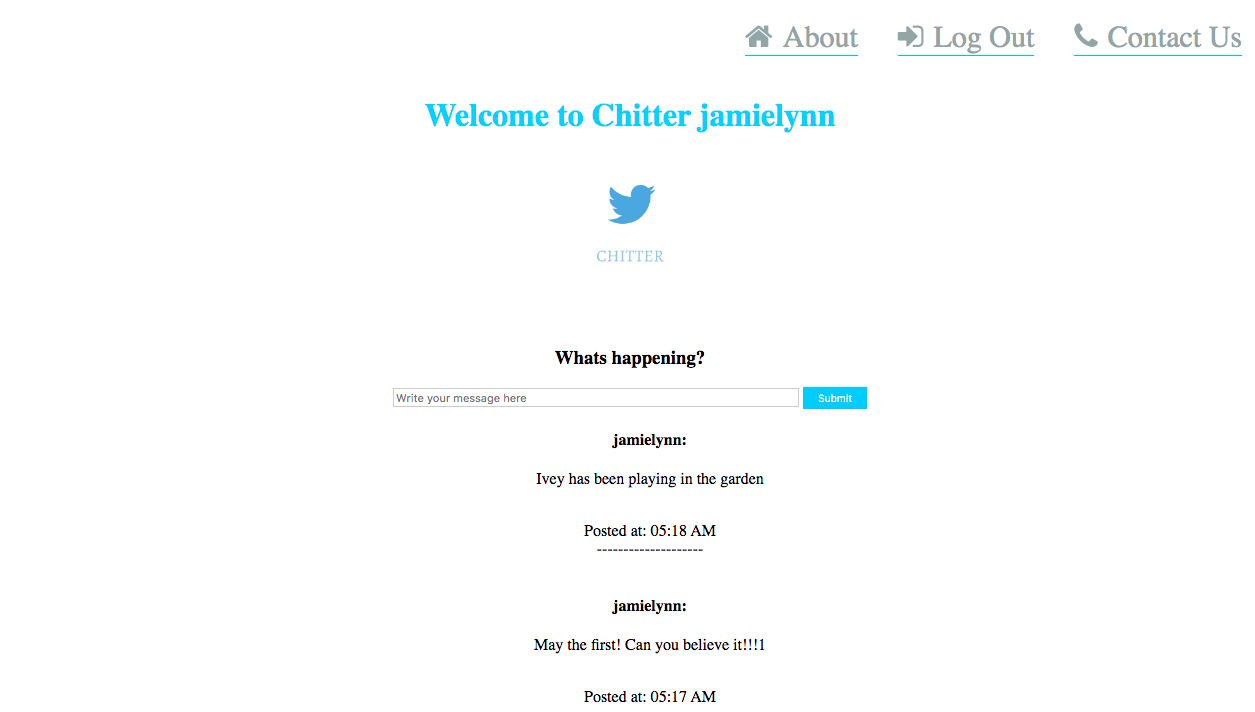 About Log Out Contact Us
Welcome to Chitter jamielynn
CHITTER
Whats happening?
Write your message here Submit
jamielynn:
Ivey has been playing in the garden
Posted at: 05:18 AM
--------------------
jamielynn:
May the first! Can you believe it!!!1
Posted at: 05:17 AM